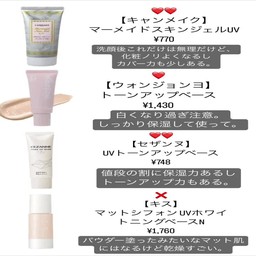 ❤❤
【キャンメイク】
マーメイドスキンジェルUV
¥770
洗顔後これだけは無理だけど、
化粧ノリよくなるし
カバー力も少しある。
❤
【ウォンジョンヨ】
トーンアップベース
¥1,430
白くなり過ぎ注意。
しっかり保湿して使って。
❤❤
【セザンヌ】
UVトーンアップベース
¥748
値段の割に保湿力あるし
トーンアップ力もある。
❌
【キス】
マットシフォンUVホワイ
トニングベースN
¥1,760
パウダー塗ったみたいなマット肌
にはなるけど乾燥すごい。